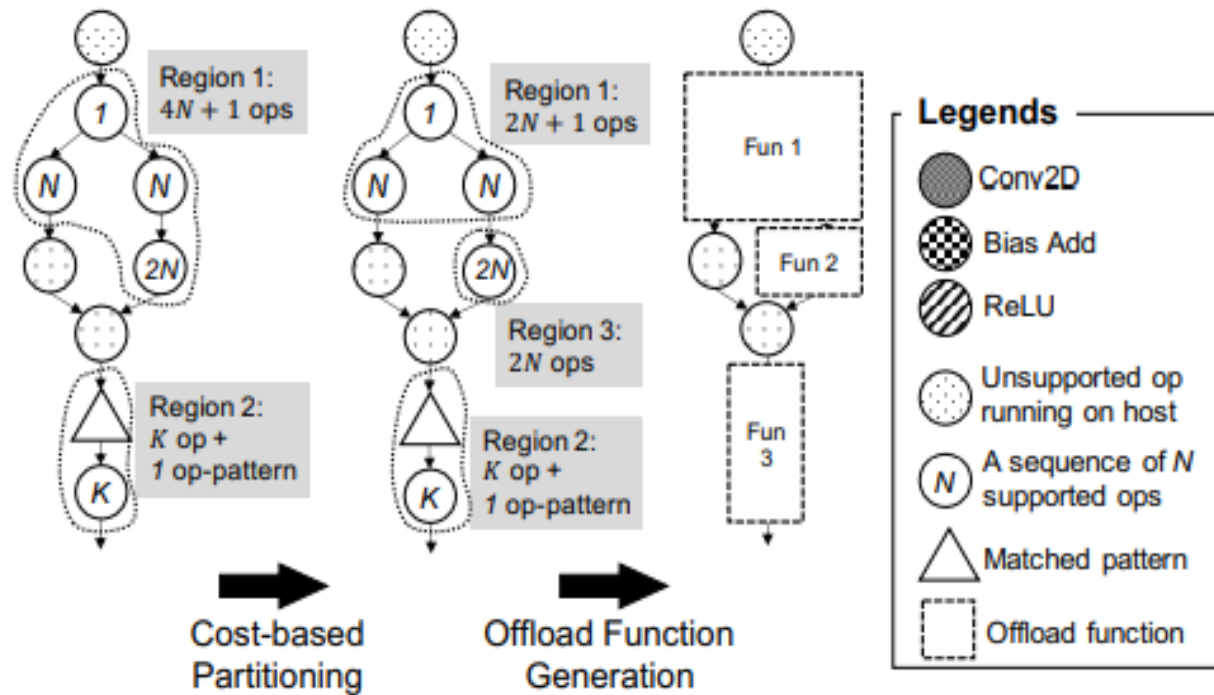 Region 1:
4N + 1 ops
1
N
N
2N
Region 2:
K op +
1 op-pattern
K
Cost-based
Partitioning
Region 1:
2N + 1 ops
1
N
N
2N
Region 3:
2N ops
Region 2:
K op +
1 op-pattern
K
Offload Function
Generation
Fun 1
Fun 2
Fun
3
Legends
Conv2D
Bias Add
ReLU
Unsupported op
running on host
N
A sequence of N
supported ops
Matched pattern
Offload function